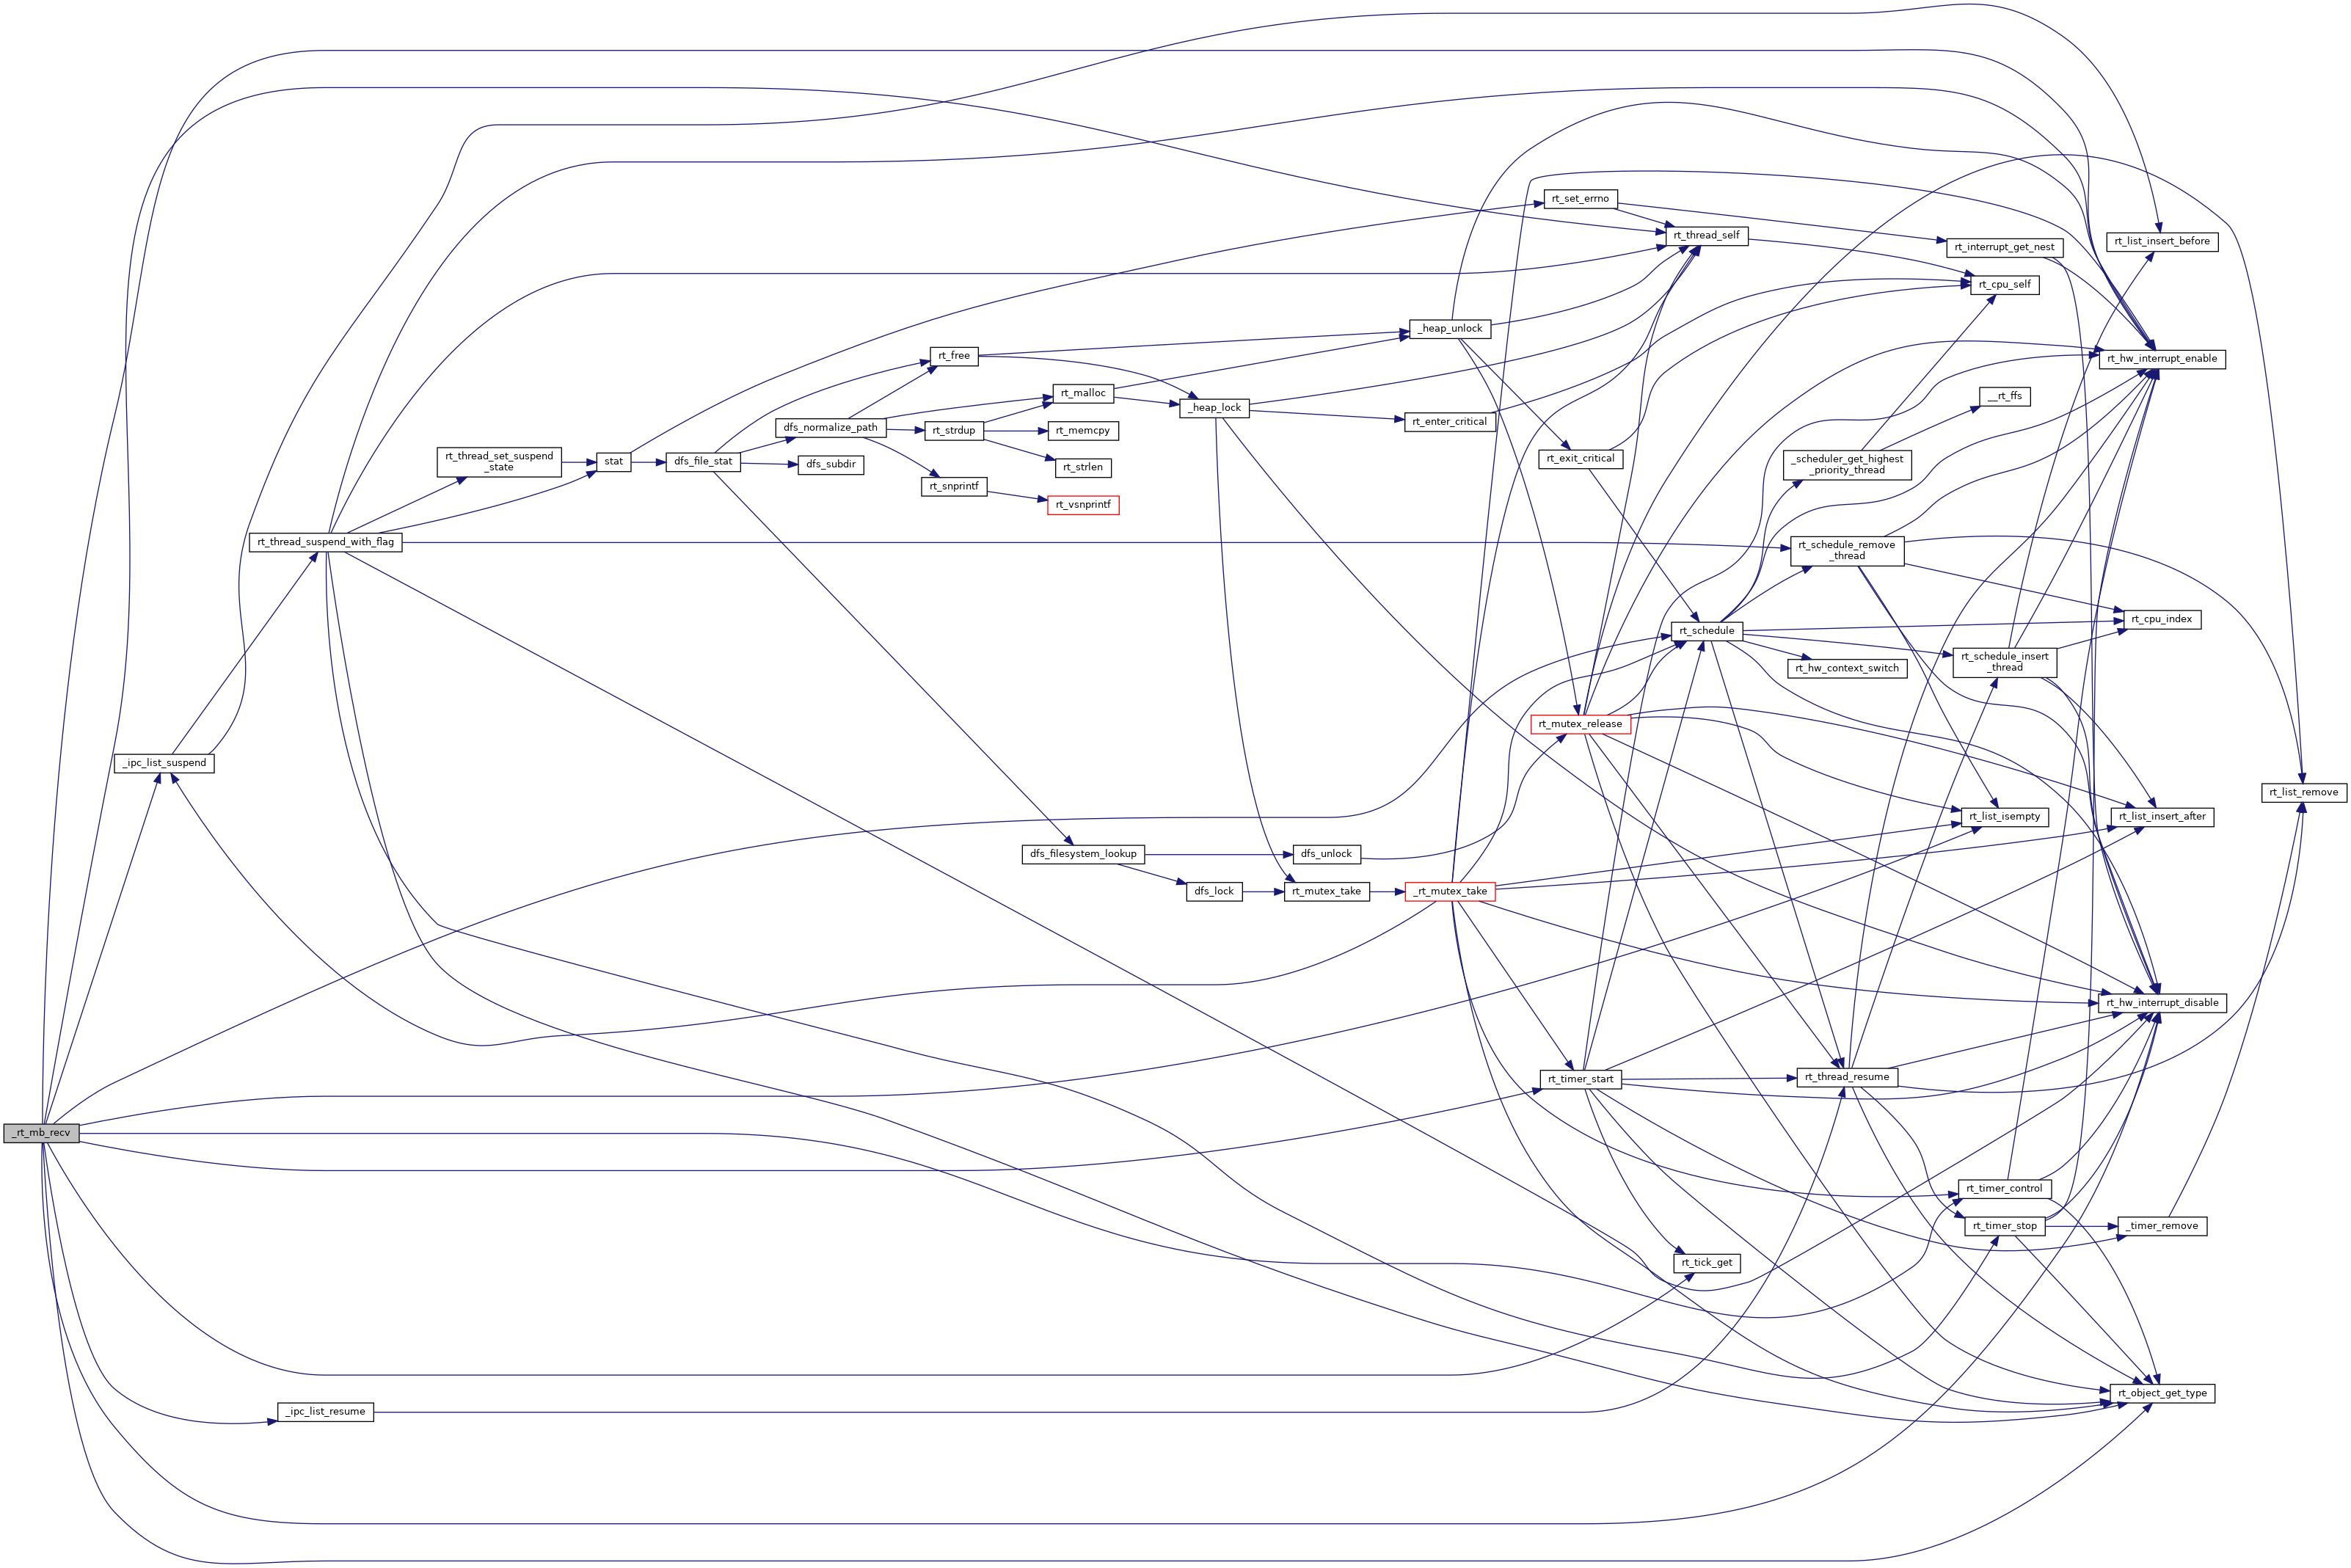 rt_list_insert_before
rt_set_errno
rt_thread_self
rt_interrupt_get_nest
rt_cpu_self
_heap_unlock
rt_hw_interrupt_enable
rt_free
rt_malloc
__rt_ffs
_heap_lock
rt_enter_critical
dfs_normalize_path
rt_strdup
rt_memcpy
rt_thread_set_suspend
_state
stat
dfs_file_stat
dfs_subdir
rt_strlen
rt_exit_critical
_scheduler_get_highest
_priority_thread
rt_snprintf
rt_vsnprintf
rt_thread_suspend_with_flag
rt_schedule_remove
_thread
rt_cpu_index
rt_schedule
rt_schedule_insert
_thread
rt_hw_context_switch
rt_mutex_release
_ipc_list_suspend
rt_list_remove
rt_list_isempty
rt_list_insert_after
dfs_filesystem_lookup
dfs_unlock
dfs_lock
rt_mutex_take
_rt_mutex_take
rt_hw_interrupt_disable
rt_timer_start
rt_thread_resume
_rt_mb_recv
rt_timer_control
rt_timer_stop
_timer_remove
rt_tick_get
rt_object_get_type
_ipc_list_resume